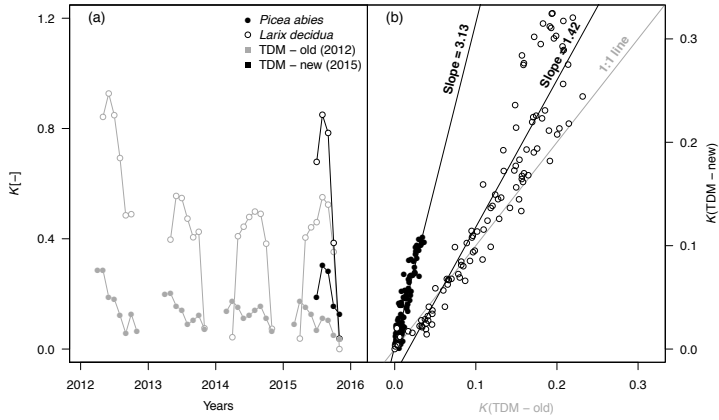 (a)
Picea abies
Larix decidua
TDM – old (2012)
TDM – new (2015)
K[–]
1.2
0.8
0.4
0.0
2012 2013 2014 2015 2016
Years
(b)
Slope = 3.13
Slope = 1.42
1:1 line
0.3
0.2
0.1
0.0
K(TDM – new)
0.0 0.1 0.2 0.3
K(TDM – old)